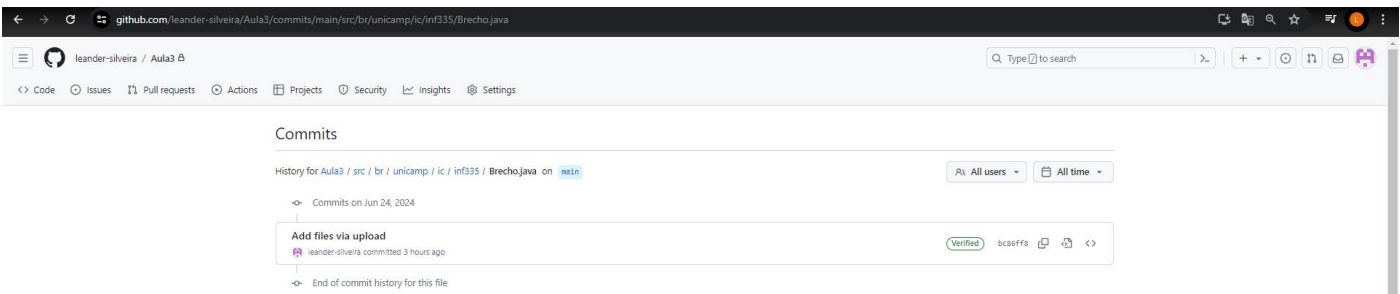 github.com/leander-silveira/Aula3/commits/main/src/br/unicamp/ic/inf335/Brecho.java
L
leander-silveira / Aula3
Type / to search
<> Code Issues Pull requests Actions Projects Security Insights Settings
Commits
History for Aula3 / src / br / unicamp / ic / inf335 / Brecho.java on main
All users All time
Commits on Jun 24, 2024
Add files via upload
Verified bc86ff8
leander-silveira committed 3 hours ago
End of commit history for this file